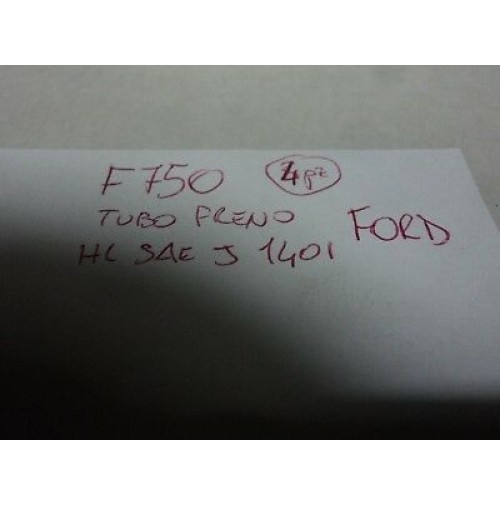 F750 4pz
TUBO FRENO FORD
HL SAE J 1401